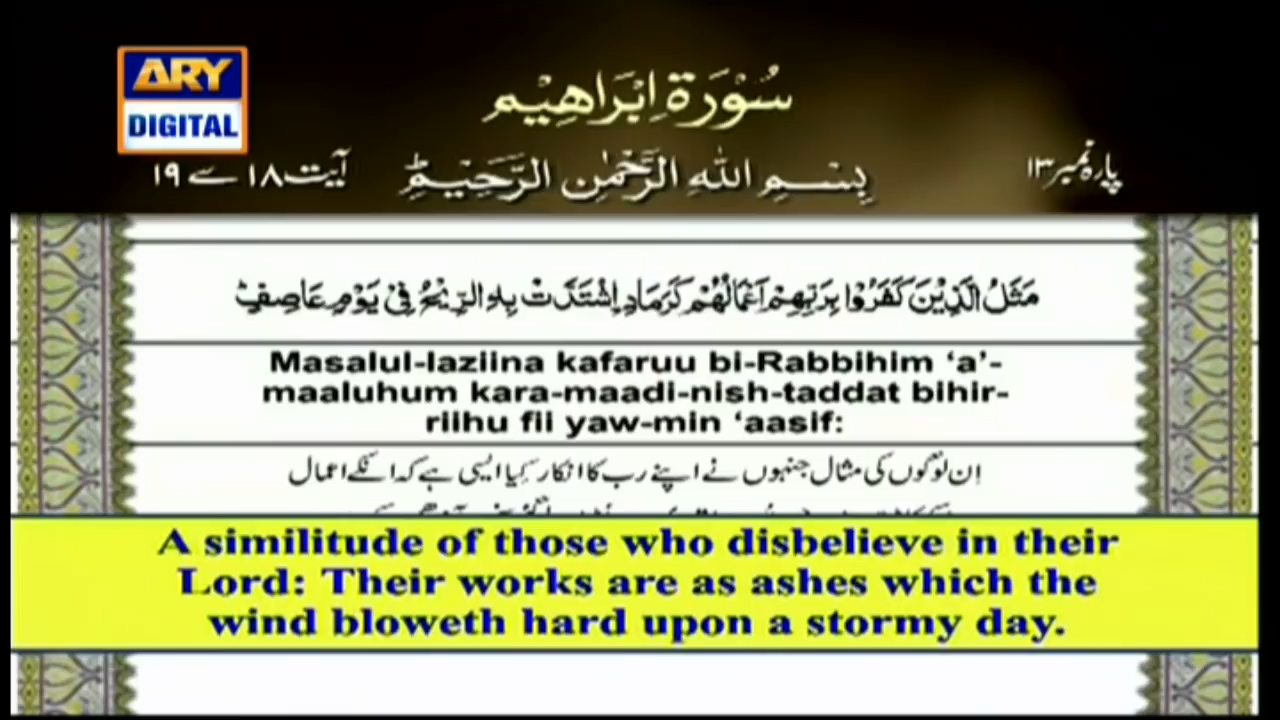 ARY
DIGITAL
سُوْرَةِ اِبْرَاهِيْم
پارہ نمبر ۱۳
بِسْمِ اللهِ الرَّحْمٰنِ الرَّحِيْمِ
آیت ۱۸ سے ۱۹
مَثَلُ الَّذِيْنَ كَفَرُوْا بِرَبِّهِمْ اَعْمَالُهُمْ كَرَمَادِ ِۨاشْتَدَّتْ بِهِ الرِّيْحُ فِيْ يَوْمٍ عَاصِفٍ ؕ
Masalul-laziina kafaruu bi-Rabbihim ‘a’-
maaluhum kara-maadi-nish-taddat bihir-
riihu fii yaw-min ‘aasif:
ان لوگوں کی مثال جنہوں نے اپنے رب کا انکار کیا ایسی ہے کہ انکے اعمال
A similitude of those who disbelieve in their
Lord: Their works are as ashes which the
wind bloweth hard upon a stormy day.